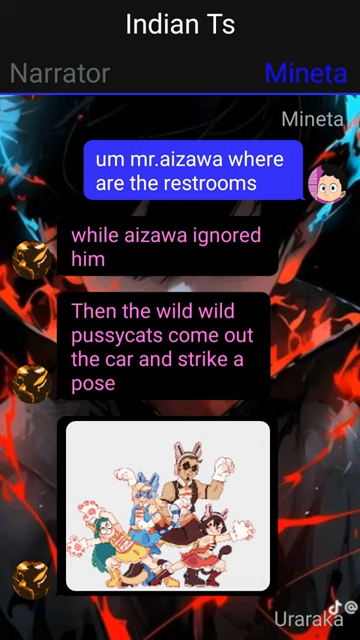 Indian Ts
Narrator
Mineta
Mineta
um mr.aizawa where
are the restrooms
while aizawa ignored
him
Then the wild wild
pussycats come out
the car and strike a
pose
Uraraka
@